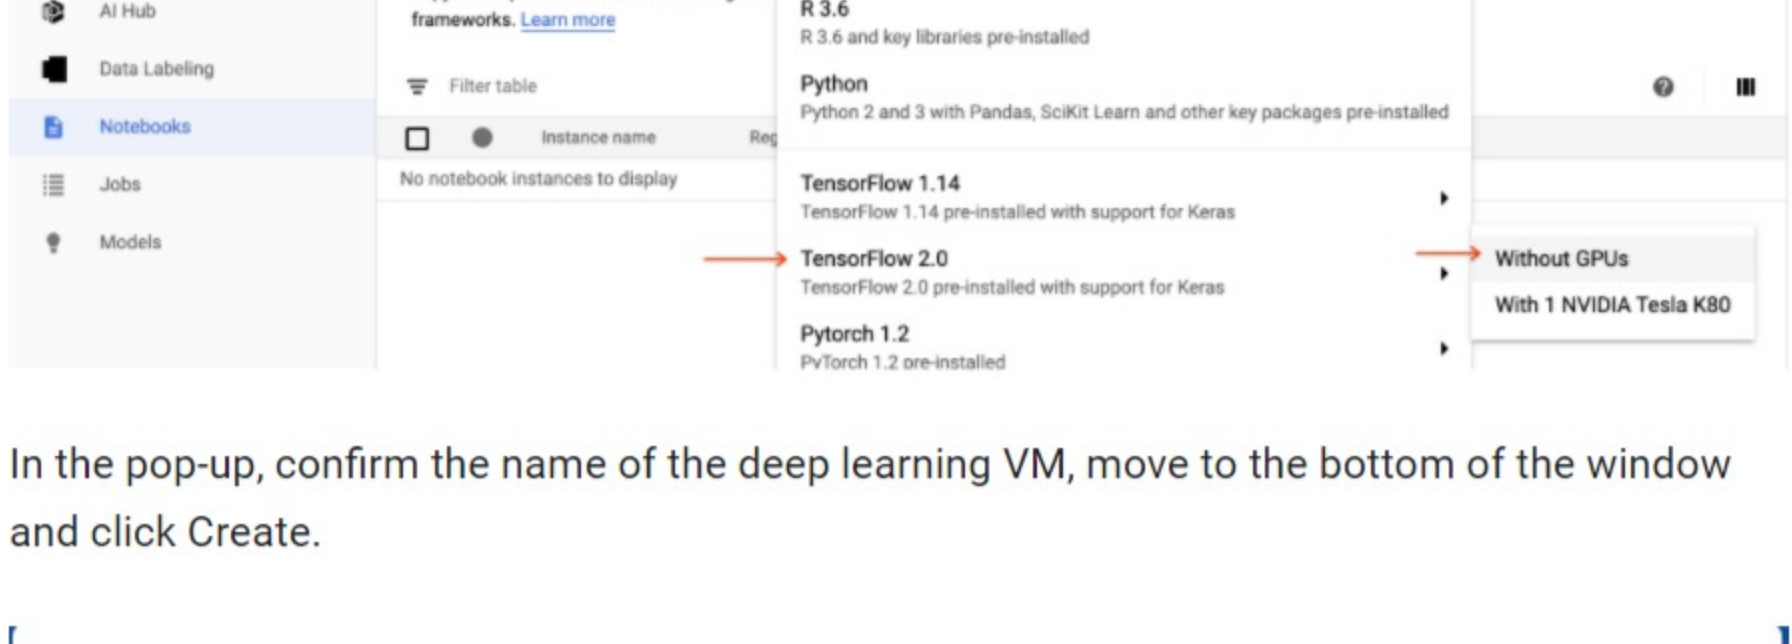 AI Hub
Data Labeling
Notebooks
Jobs
Models
frameworks. Learn more
Filter table
Instance name Reg
No notebook instances to display
R 3.6
R 3.6 and key libraries pre-installed
Python
Python 2 and 3 with Pandas, SciKit Learn and other key packages pre-installed
TensorFlow 1.14
TensorFlow 1.14 pre-installed with support for Keras
TensorFlow 2.0
TensorFlow 2.0 pre-installed with support for Keras
Pytorch 1.2
PyTorch 1.2 pre-installed
Without GPUs
With 1 NVIDIA Tesla K80
In the pop-up, confirm the name of the deep learning VM, move to the bottom of the window
and click Create.